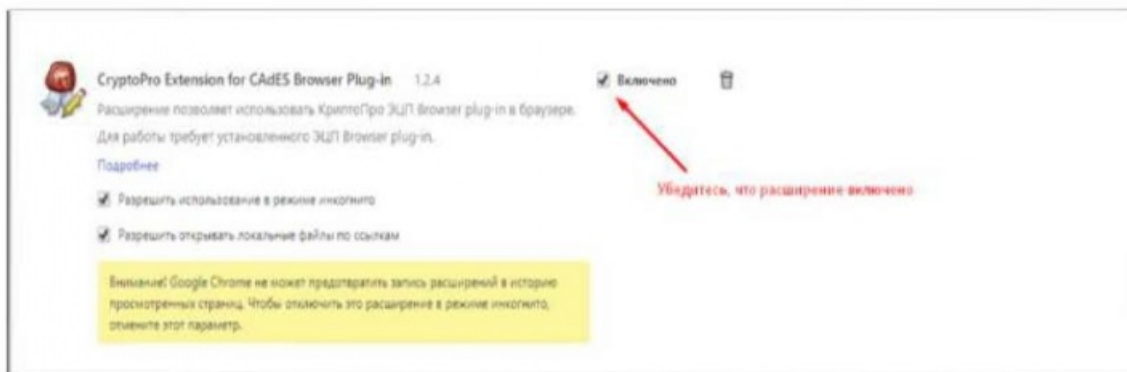 CryptoPro Extension for CAdES Browser Plug-in 1.2.4
Включено
Расширение позволяет использовать КриптоПро ЭЦП Browser plug-in в браузере.
Для работы требует установленного ЭЦП Browser plug-in.
Подробнее
Убедитесь, что расширение включено
Разрешить использование в режиме инкогнито
Разрешить открывать локальные файлы по ссылкам
Внимание! Google Chrome не может предотвратить запись расширений в историю
просмотренных страниц. Чтобы отключить это расширение в режиме инкогнито,
отмените этот параметр.